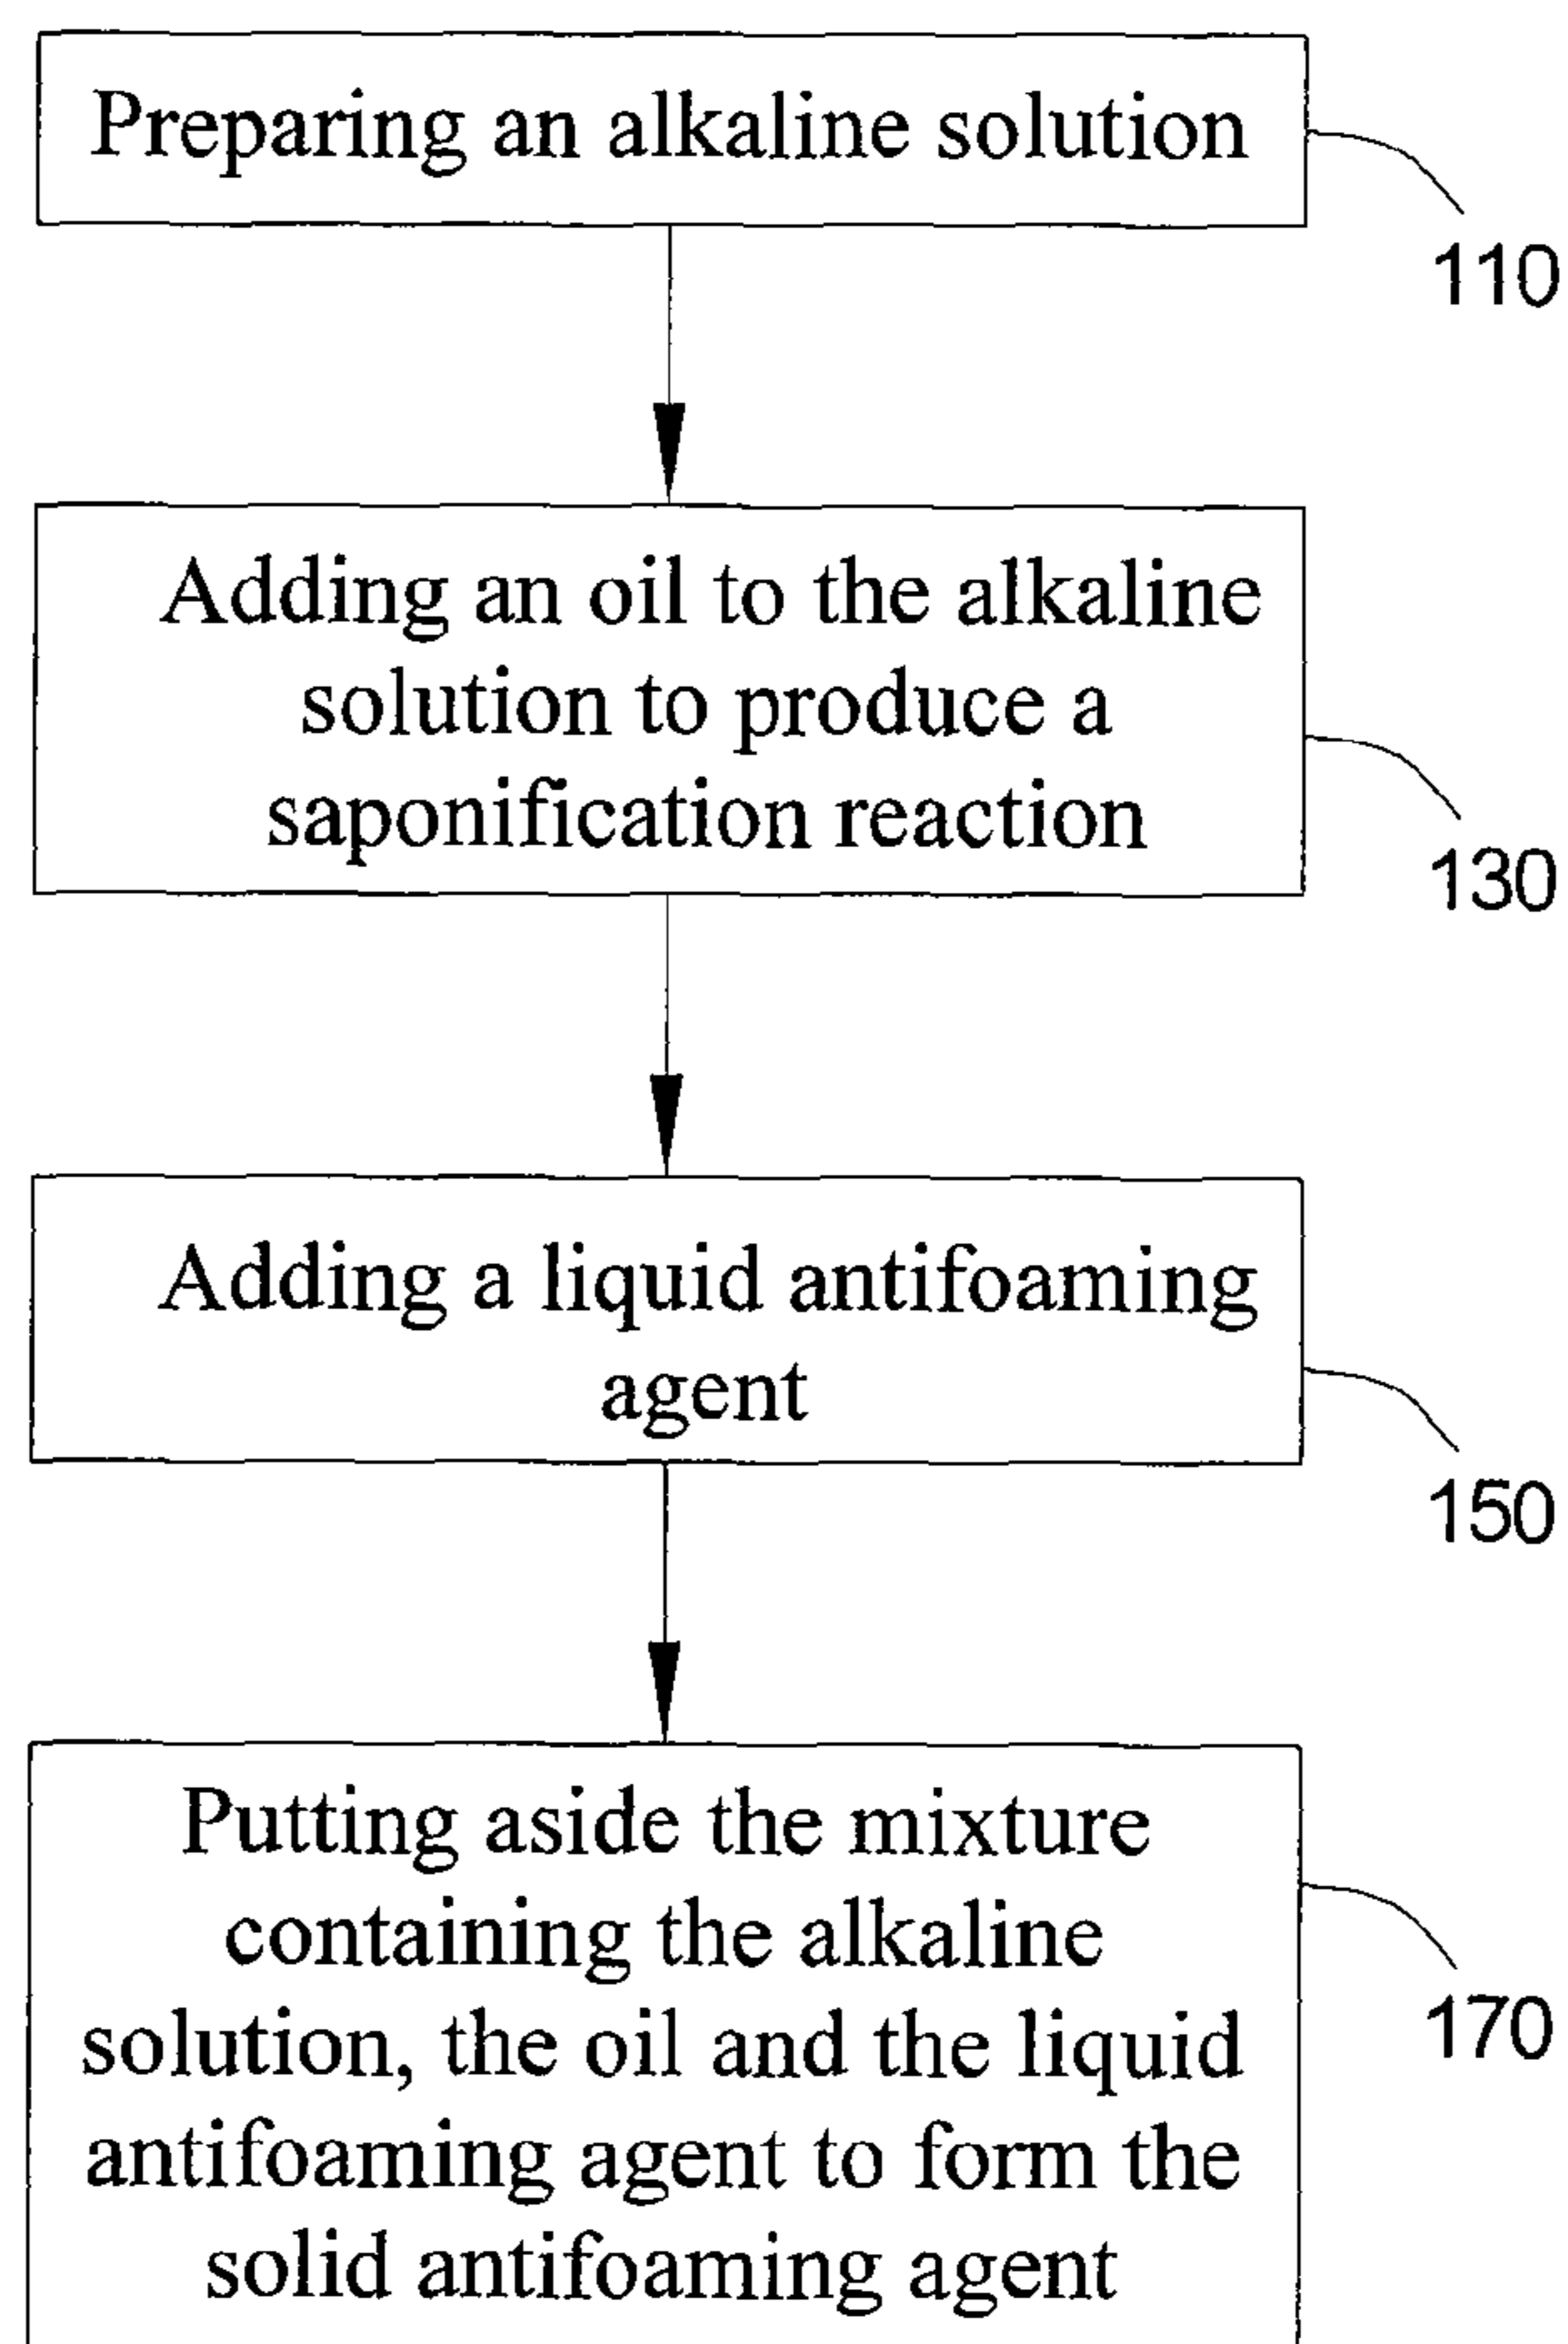 Preparing an alkaline solution
110
Adding an oil to the alkaline
solution to produce a
saponification reaction
130
Adding a liquid antifoaming
agent
150
Putting aside the mixture
containing the alkaline
solution, the oil and the liquid
antifoaming agent to form the
solid antifoaming agent
170